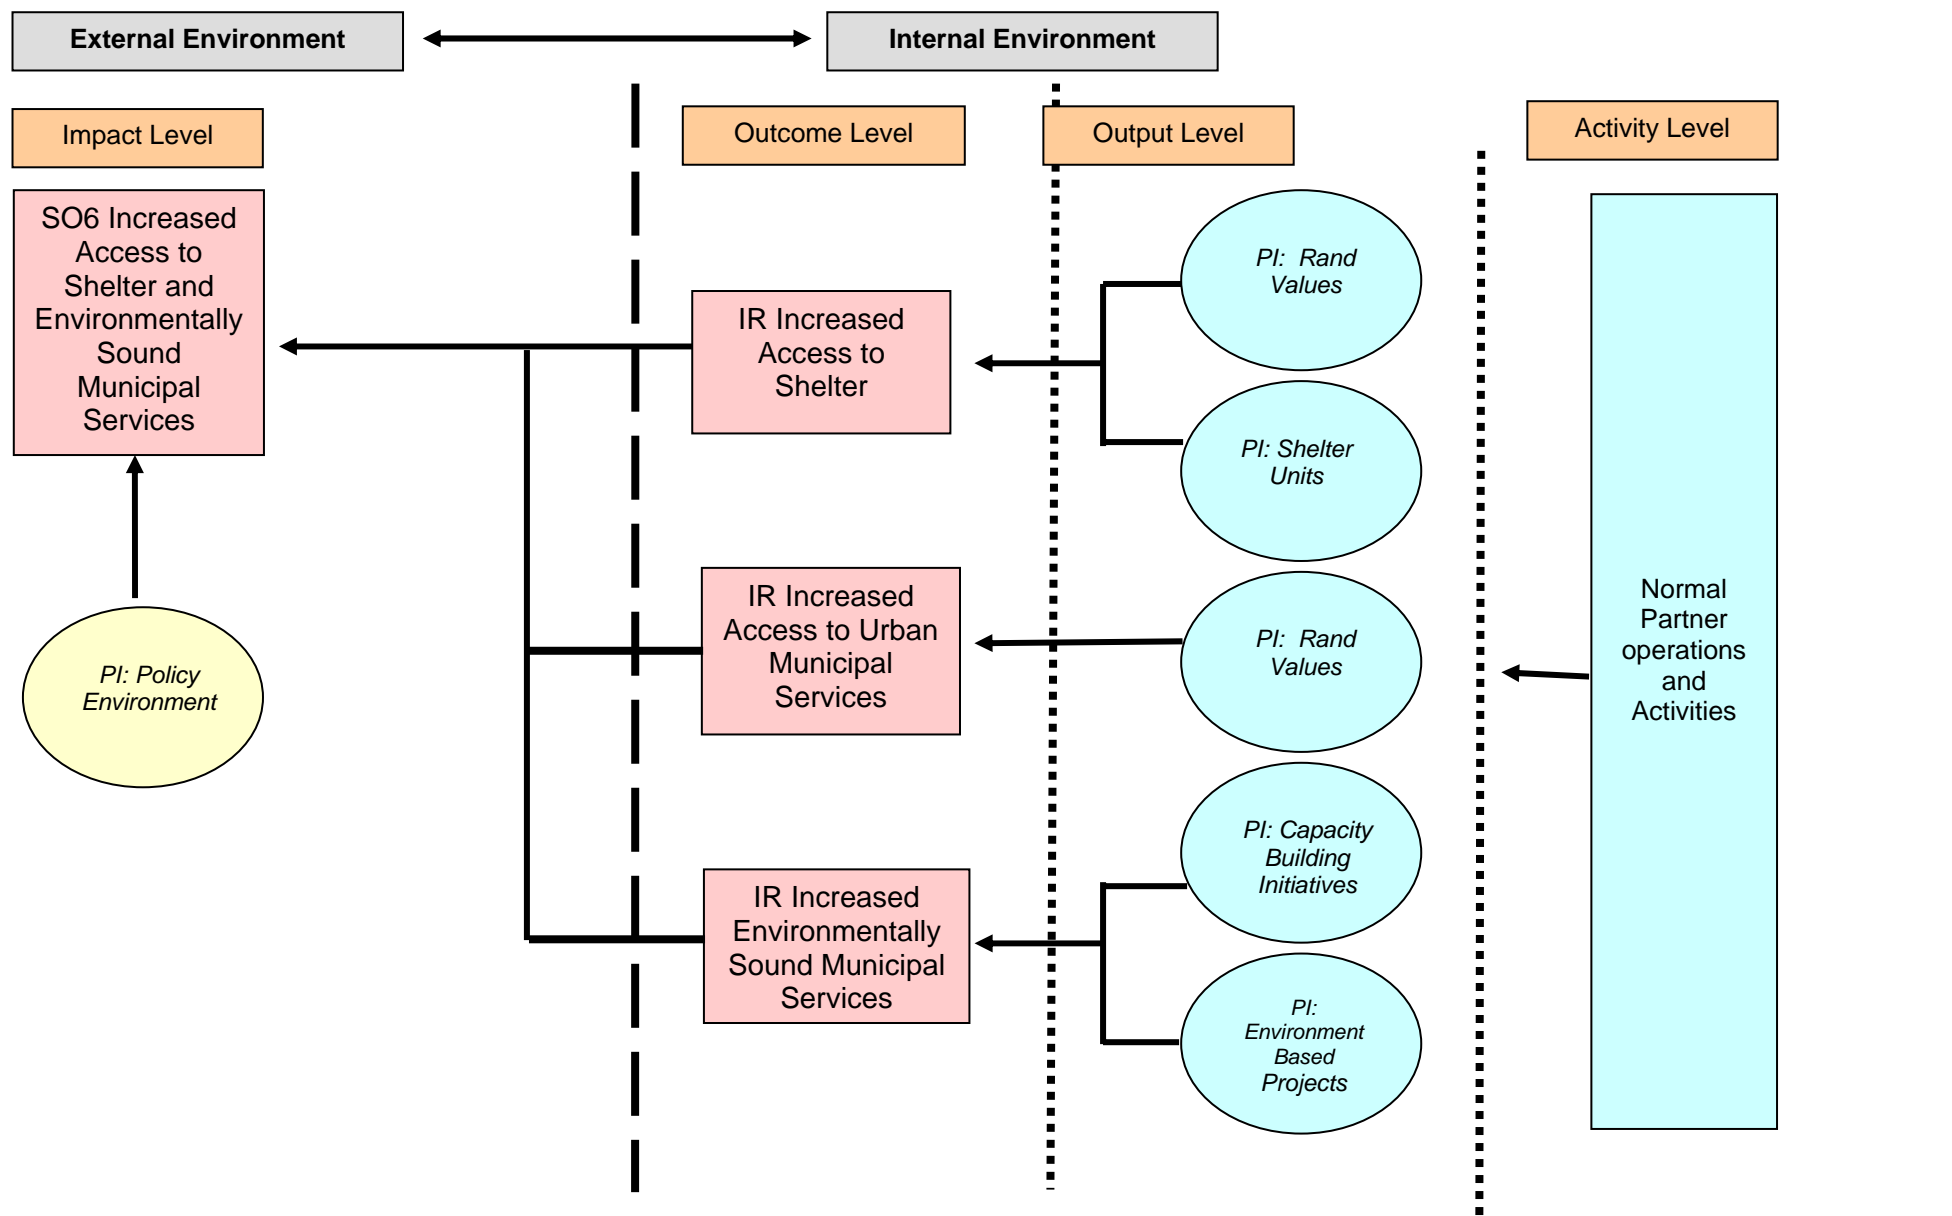 External Environment
Internal Environment
Impact Level
Outcome Level
Output Level
Activity Level
SO6 Increased
Access to
Shelter and
Environmentally
Sound
Municipal
Services
PI: Policy
Environment
IR Increased
Access to
Shelter
IR Increased
Access to Urban
Municipal
Services
IR Increased
Environmentally
Sound Municipal
Services
PI: Rand
Values
PI: Shelter
Units
PI: Rand
Values
PI: Capacity
Building
Initiatives
PI:
Environment
Based
Projects
Normal
Partner
operations
and
Activities